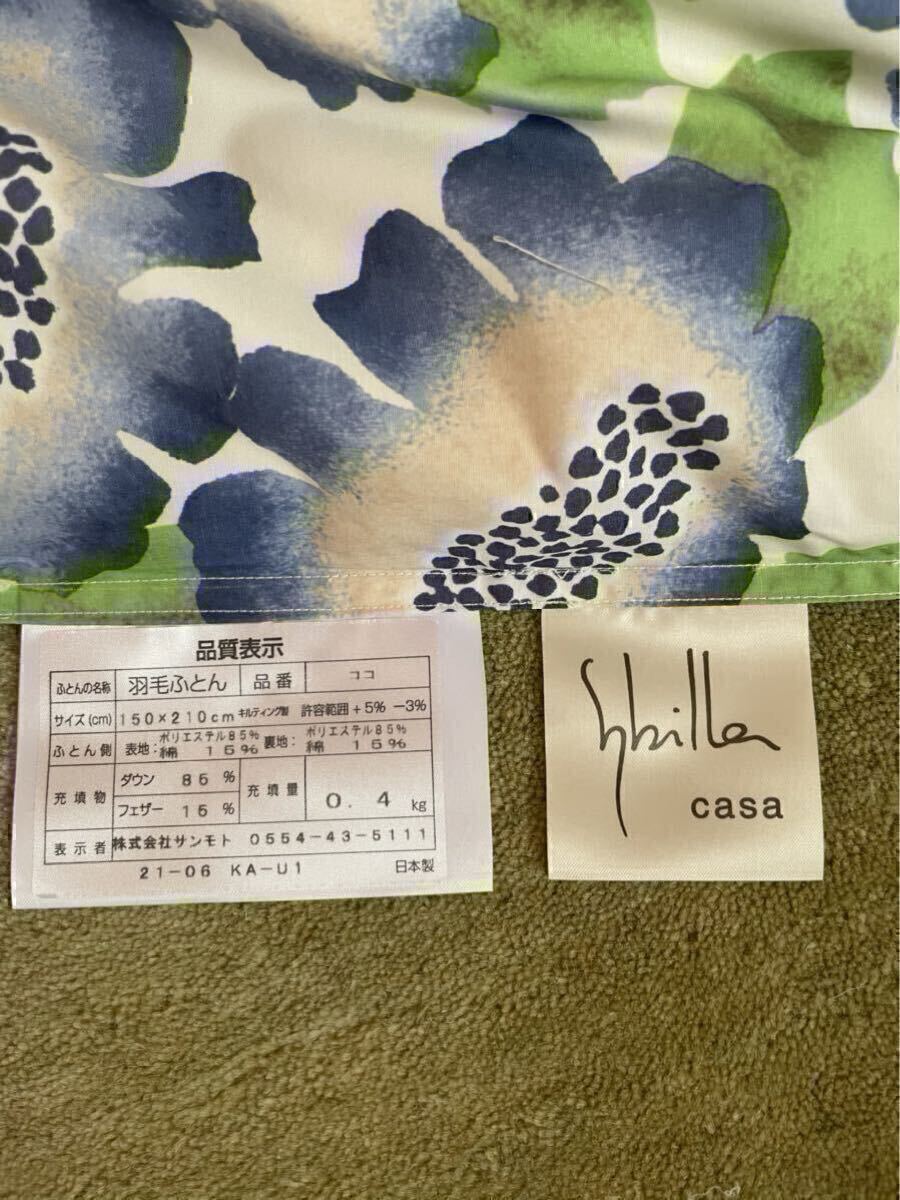 品質表示
ふとんの名称 羽毛ふとん 品番 ココ
サイズ(cm) 150×210cm キルティング製 許容範囲 +5% −3%
ふとん側 表地: ポリエステル85% 綿 15% 裏地: ポリエステル85% 綿 15%
充填物 ダウン 85 % フェザー 15 % 充填量 0.4 kg
表示者 株式会社サンモト 0554-43-5111
21-06 KA-U1 日本製
Sybilla
casa